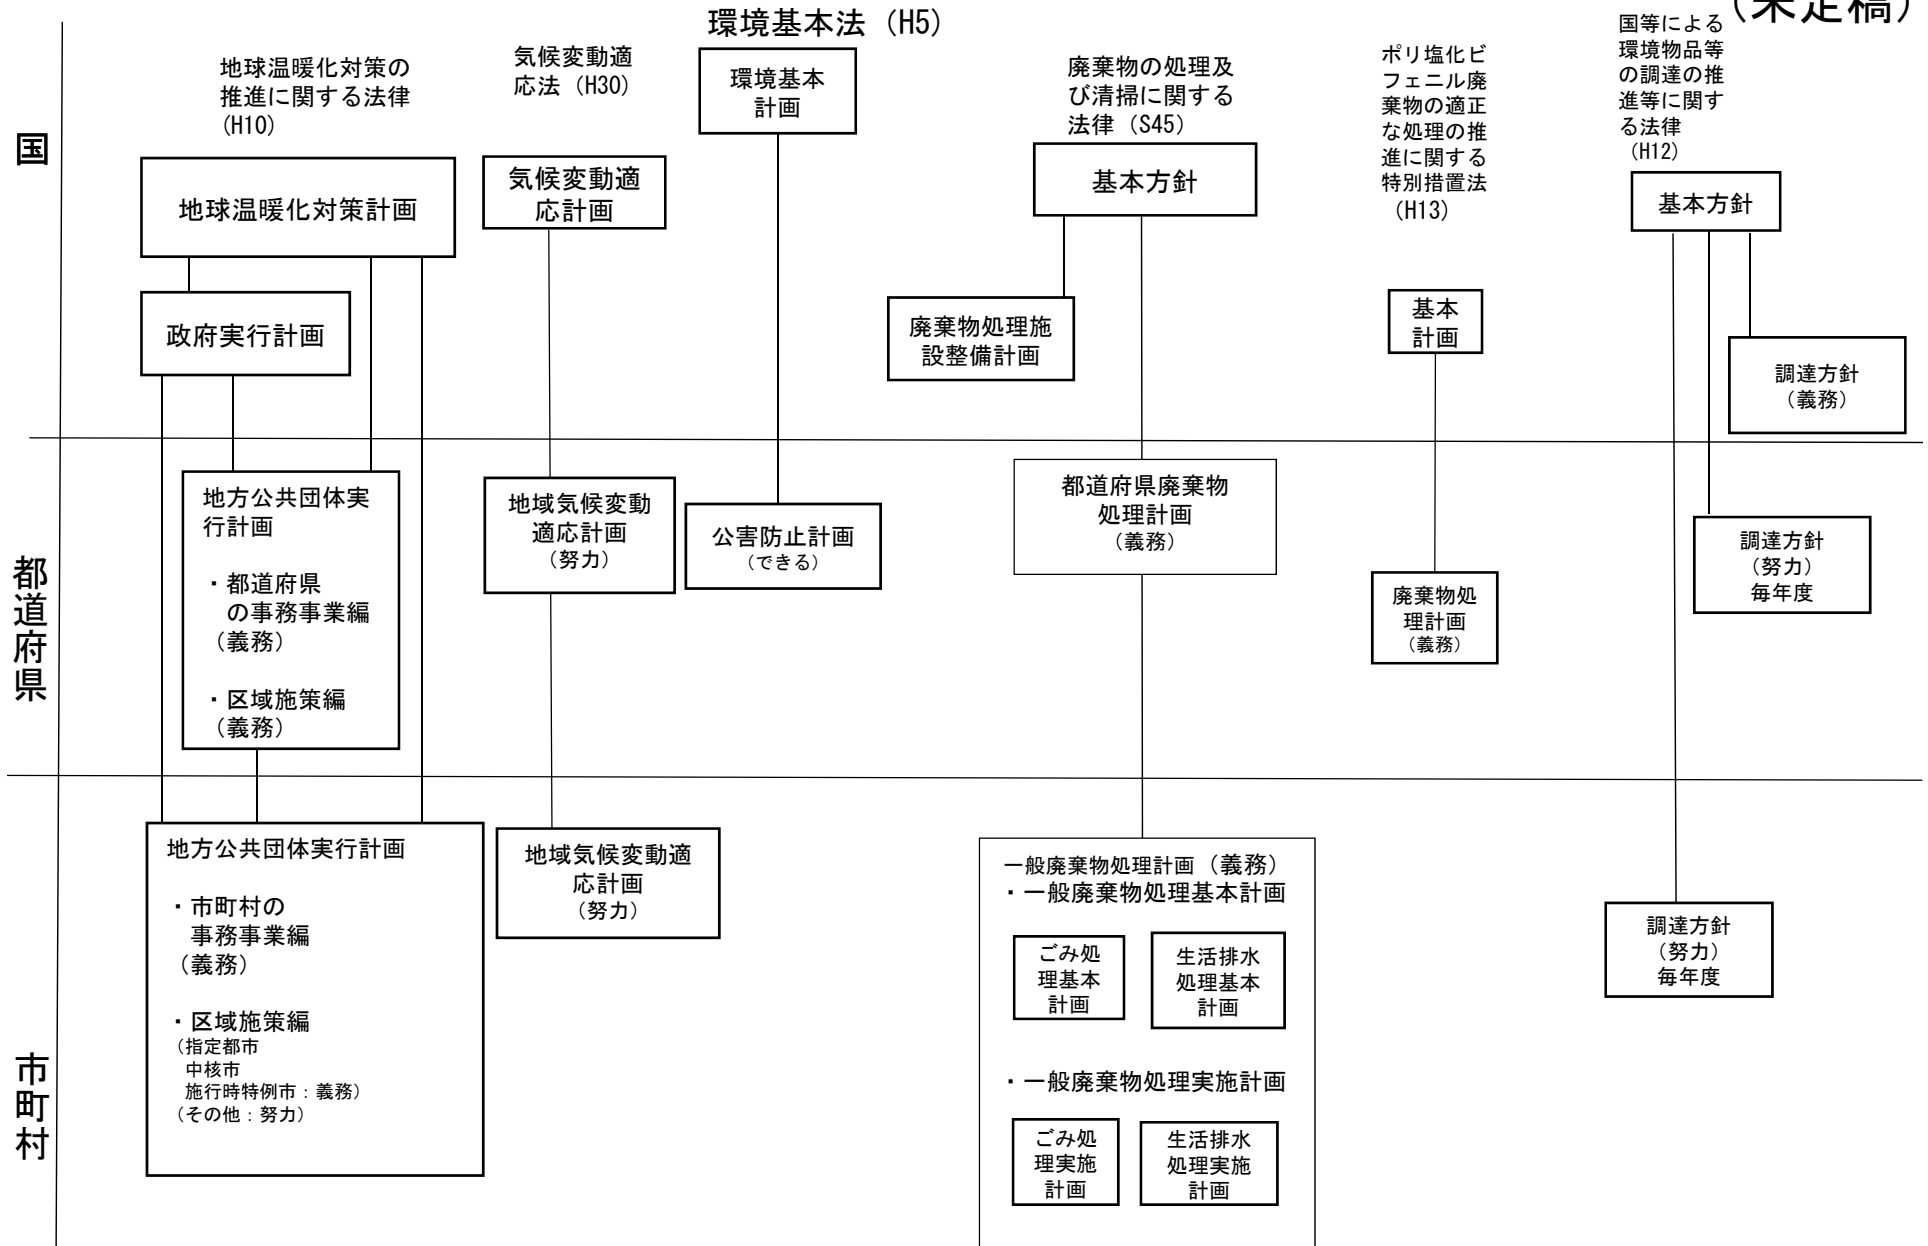 （未定稿）
環境基本法（H5）
国
地球温暖化対策の
推進に関する法律
（H10）
地球温暖化対策計画
政府実行計画
気候変動適
応法（H30）
気候変動適
応計画
環境基本
計画
廃棄物の処理及
び清掃に関する
法律（S45）
基本方針
廃棄物処理施
設整備計画
ポリ塩化ビ
フェニル廃
棄物の適正
な処理の推
進に関する
特別措置法
（H13）
基本
計画
国等による
環境物品等
の調達の推
進等に関す
る法律
（H12）
基本方針
調達方針
（義務）
都道府県
地方公共団体実
行計画
・都道府県
の事務事業編
（義務）
・区域施策編
（義務）
地域気候変動
適応計画
（努力）
公害防止計画
（できる）
都道府県廃棄物
処理計画
（義務）
廃棄物処
理計画
（義務）
調達方針
（努力）
毎年度
市町村
地方公共団体実行計画
・市町村の
事務事業編
（義務）
・区域施策編
（指定都市
中核市
施行時特例市：義務）
（その他：努力）
地域気候変動適
応計画
（努力）
一般廃棄物処理計画（義務）
・一般廃棄物処理基本計画
ごみ処
理基本
計画
生活排水
処理基本
計画
・一般廃棄物処理実施計画
ごみ処
理実施
計画
生活排水
処理実施
計画
調達方針
（努力）
毎年度